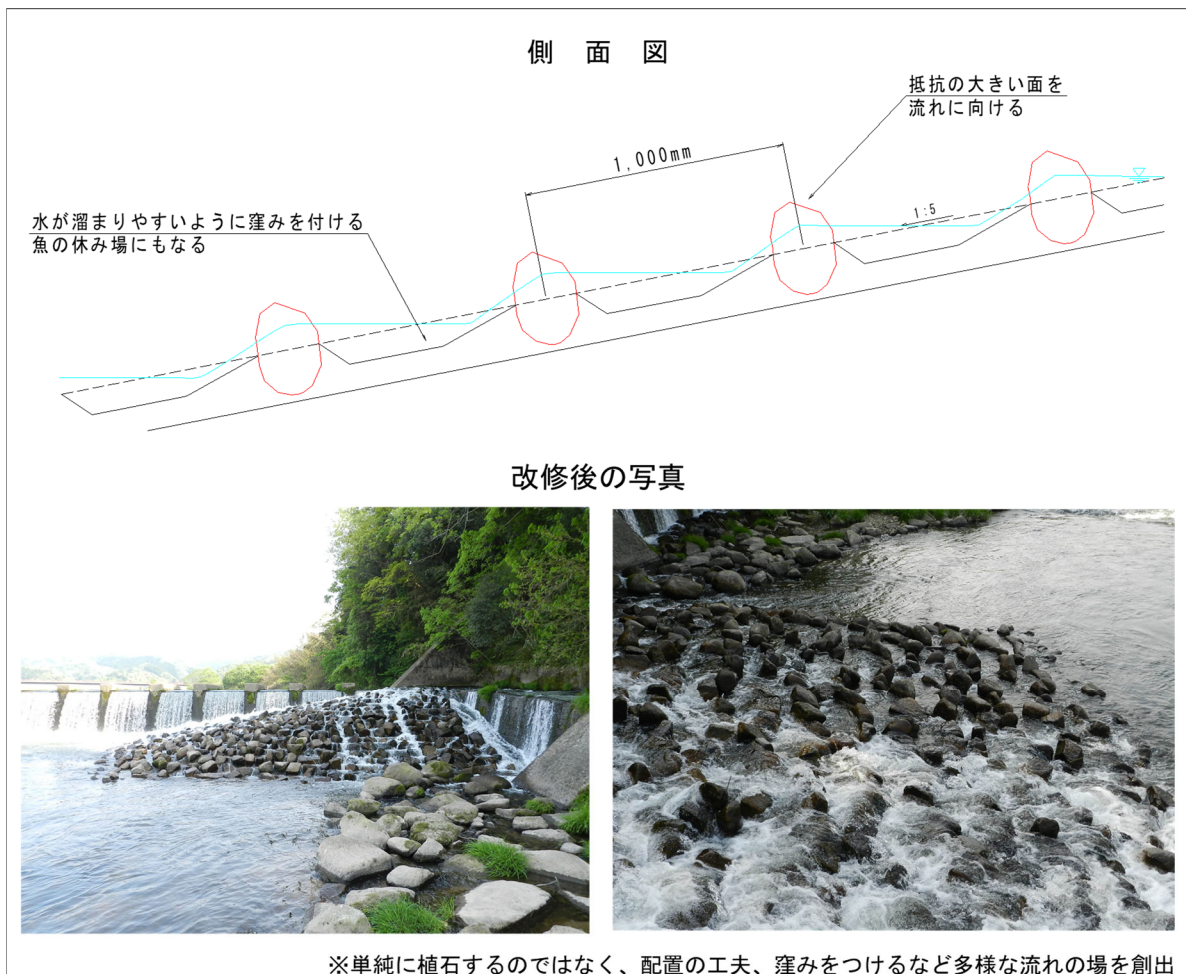 側 面 図
抵抗の大きい面を
流れに向ける
1,000mm
1:5
水が溜まりやすいように窪みを付ける
魚の休み場にもなる
改修後の写真
※単純に植石するのではなく、配置の工夫、窪みをつけるなど多様な流れの場を創出